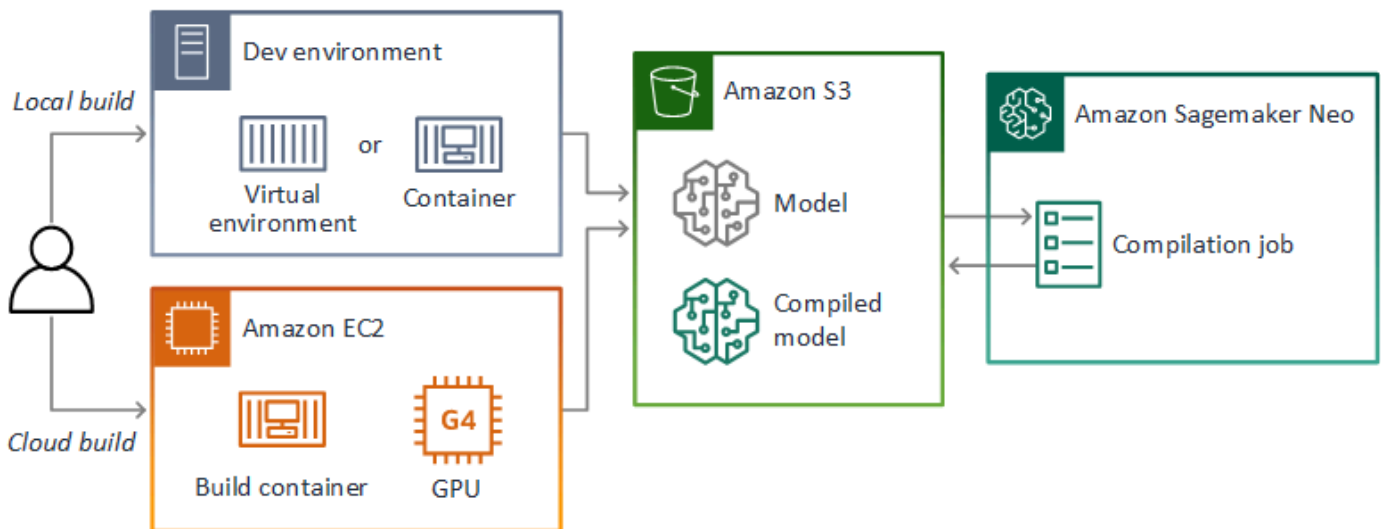 Local build
Dev environment
or
Virtual
environment
Container
Cloud build
Amazon EC2
Build container
G4
GPU
Amazon S3
Model
Compiled
model
Amazon Sagemaker Neo
Compilation job